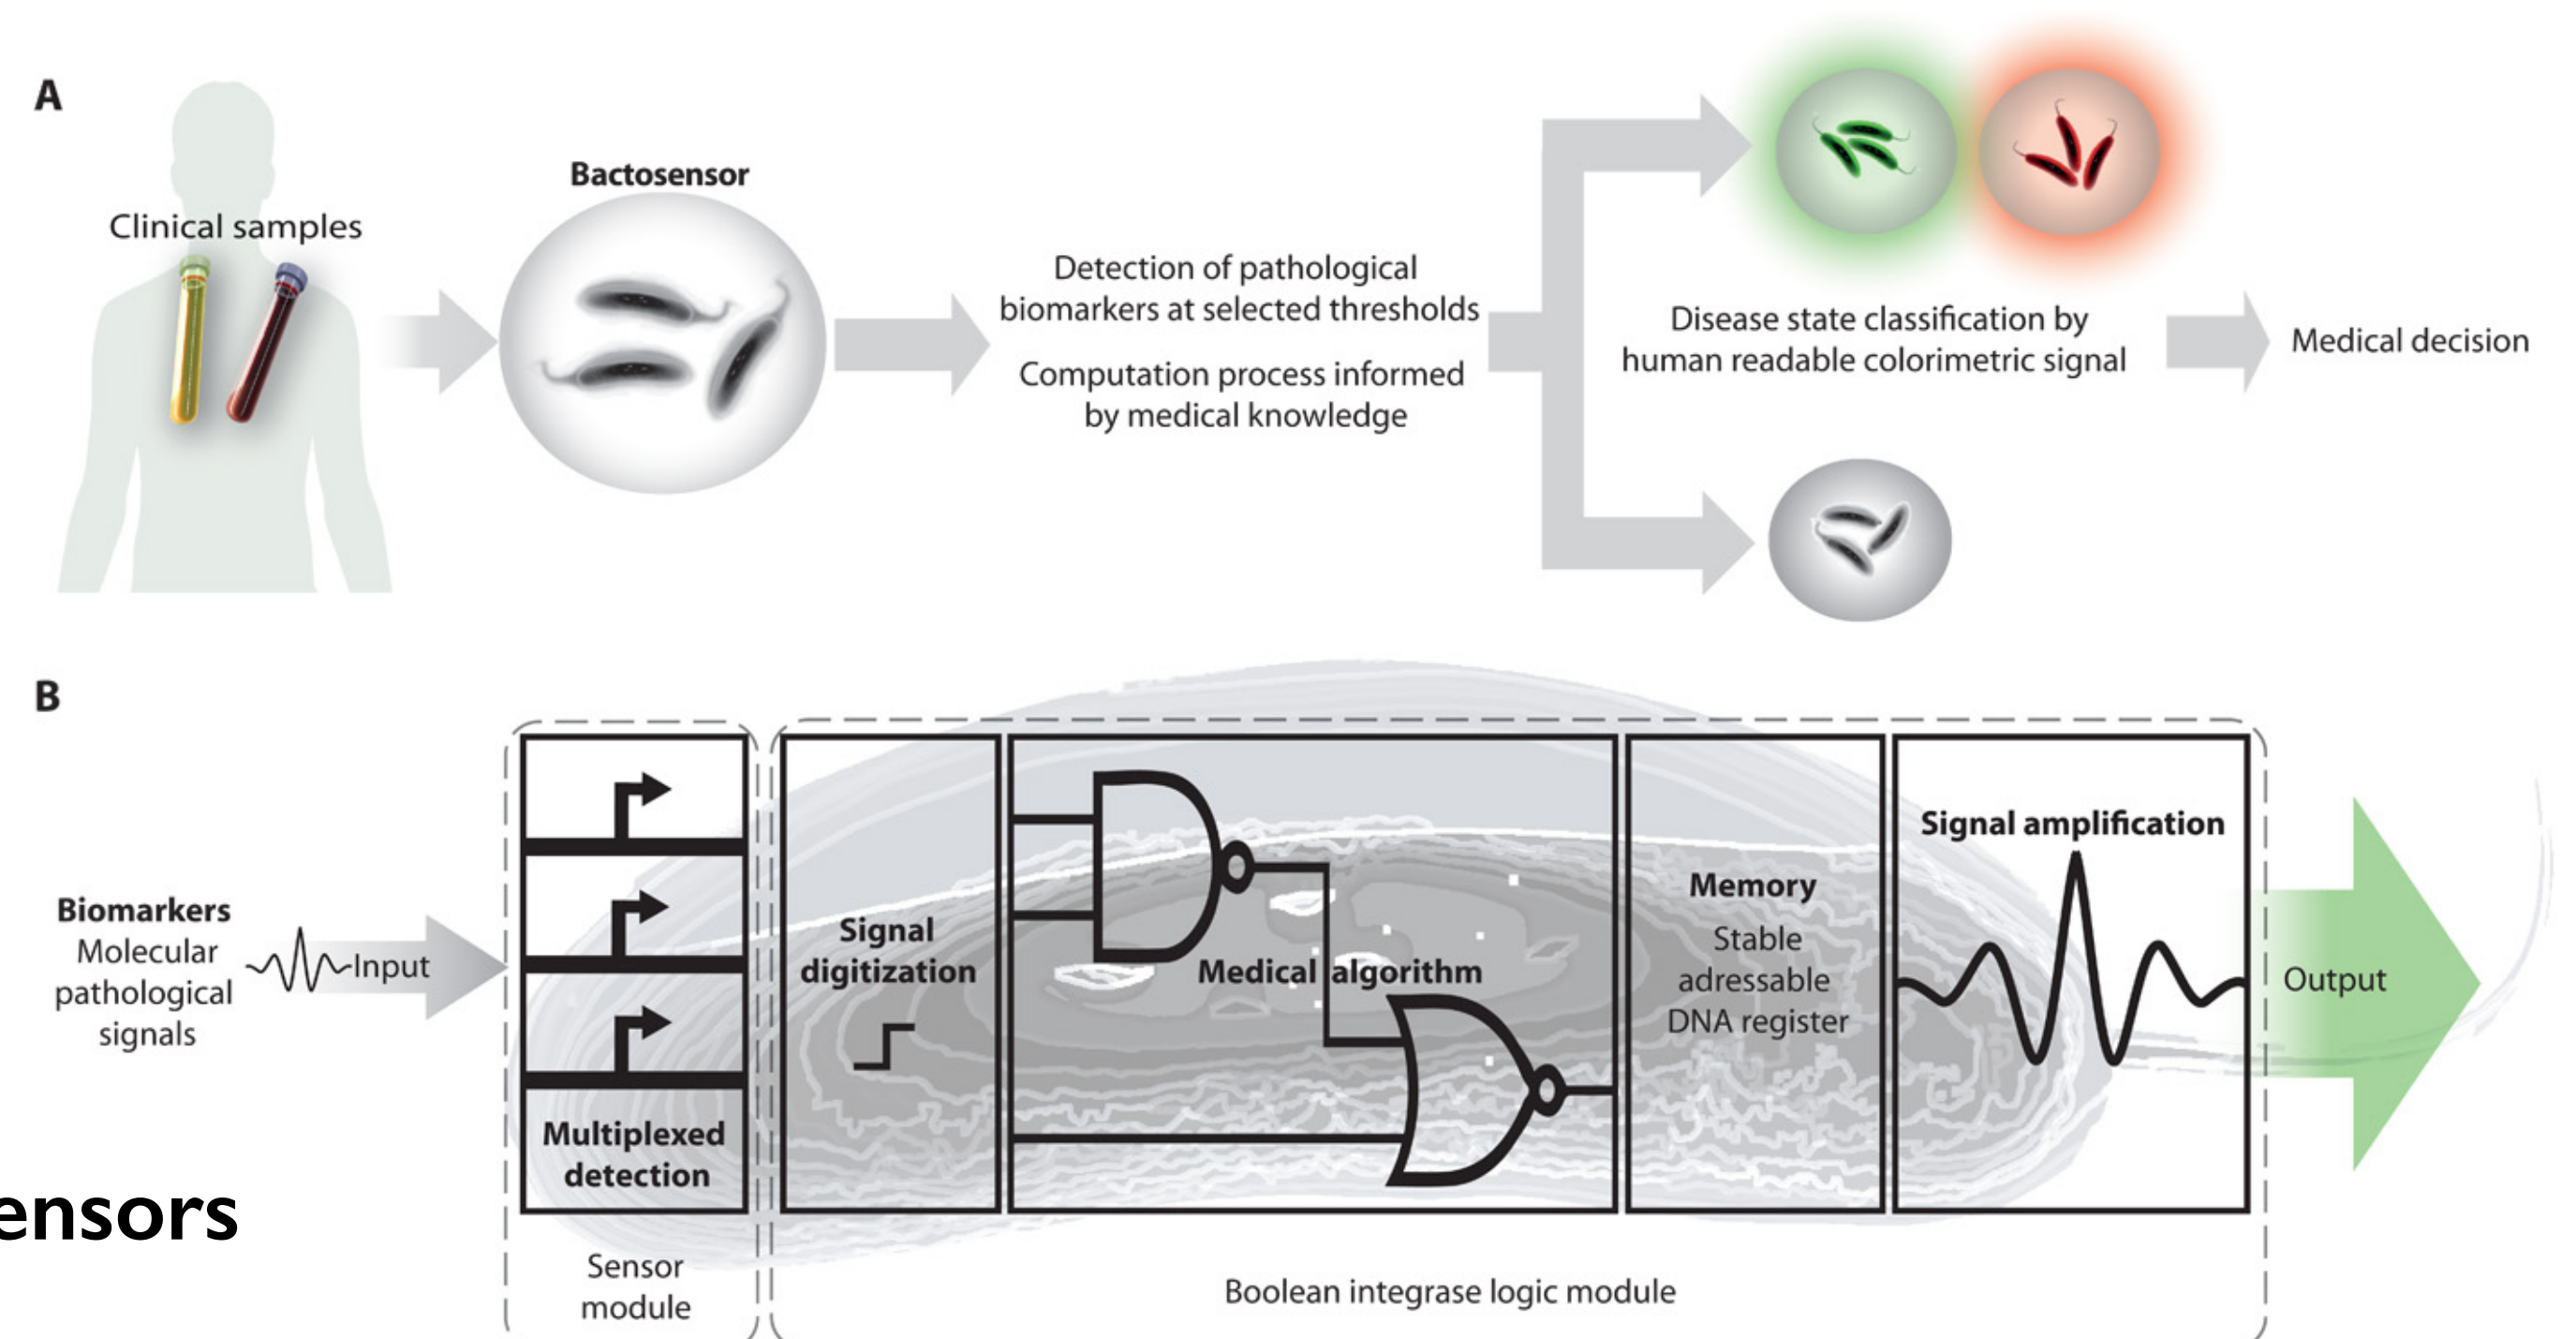 A
Clinical samples
Bactosensor
Detection of pathological
biomarkers at selected thresholds
Computation process informed
by medical knowledge
Disease state classification by
human readable colorimetric signal
Medical decision
B
Biomarkers
Molecular
pathological
signals
Input
Multiplexed
detection
Sensor
module
Signal
digitization
Medical algorithm
Memory
Stable
adressable
DNA register
Signal amplification
Output
Boolean integrase logic module
ensors